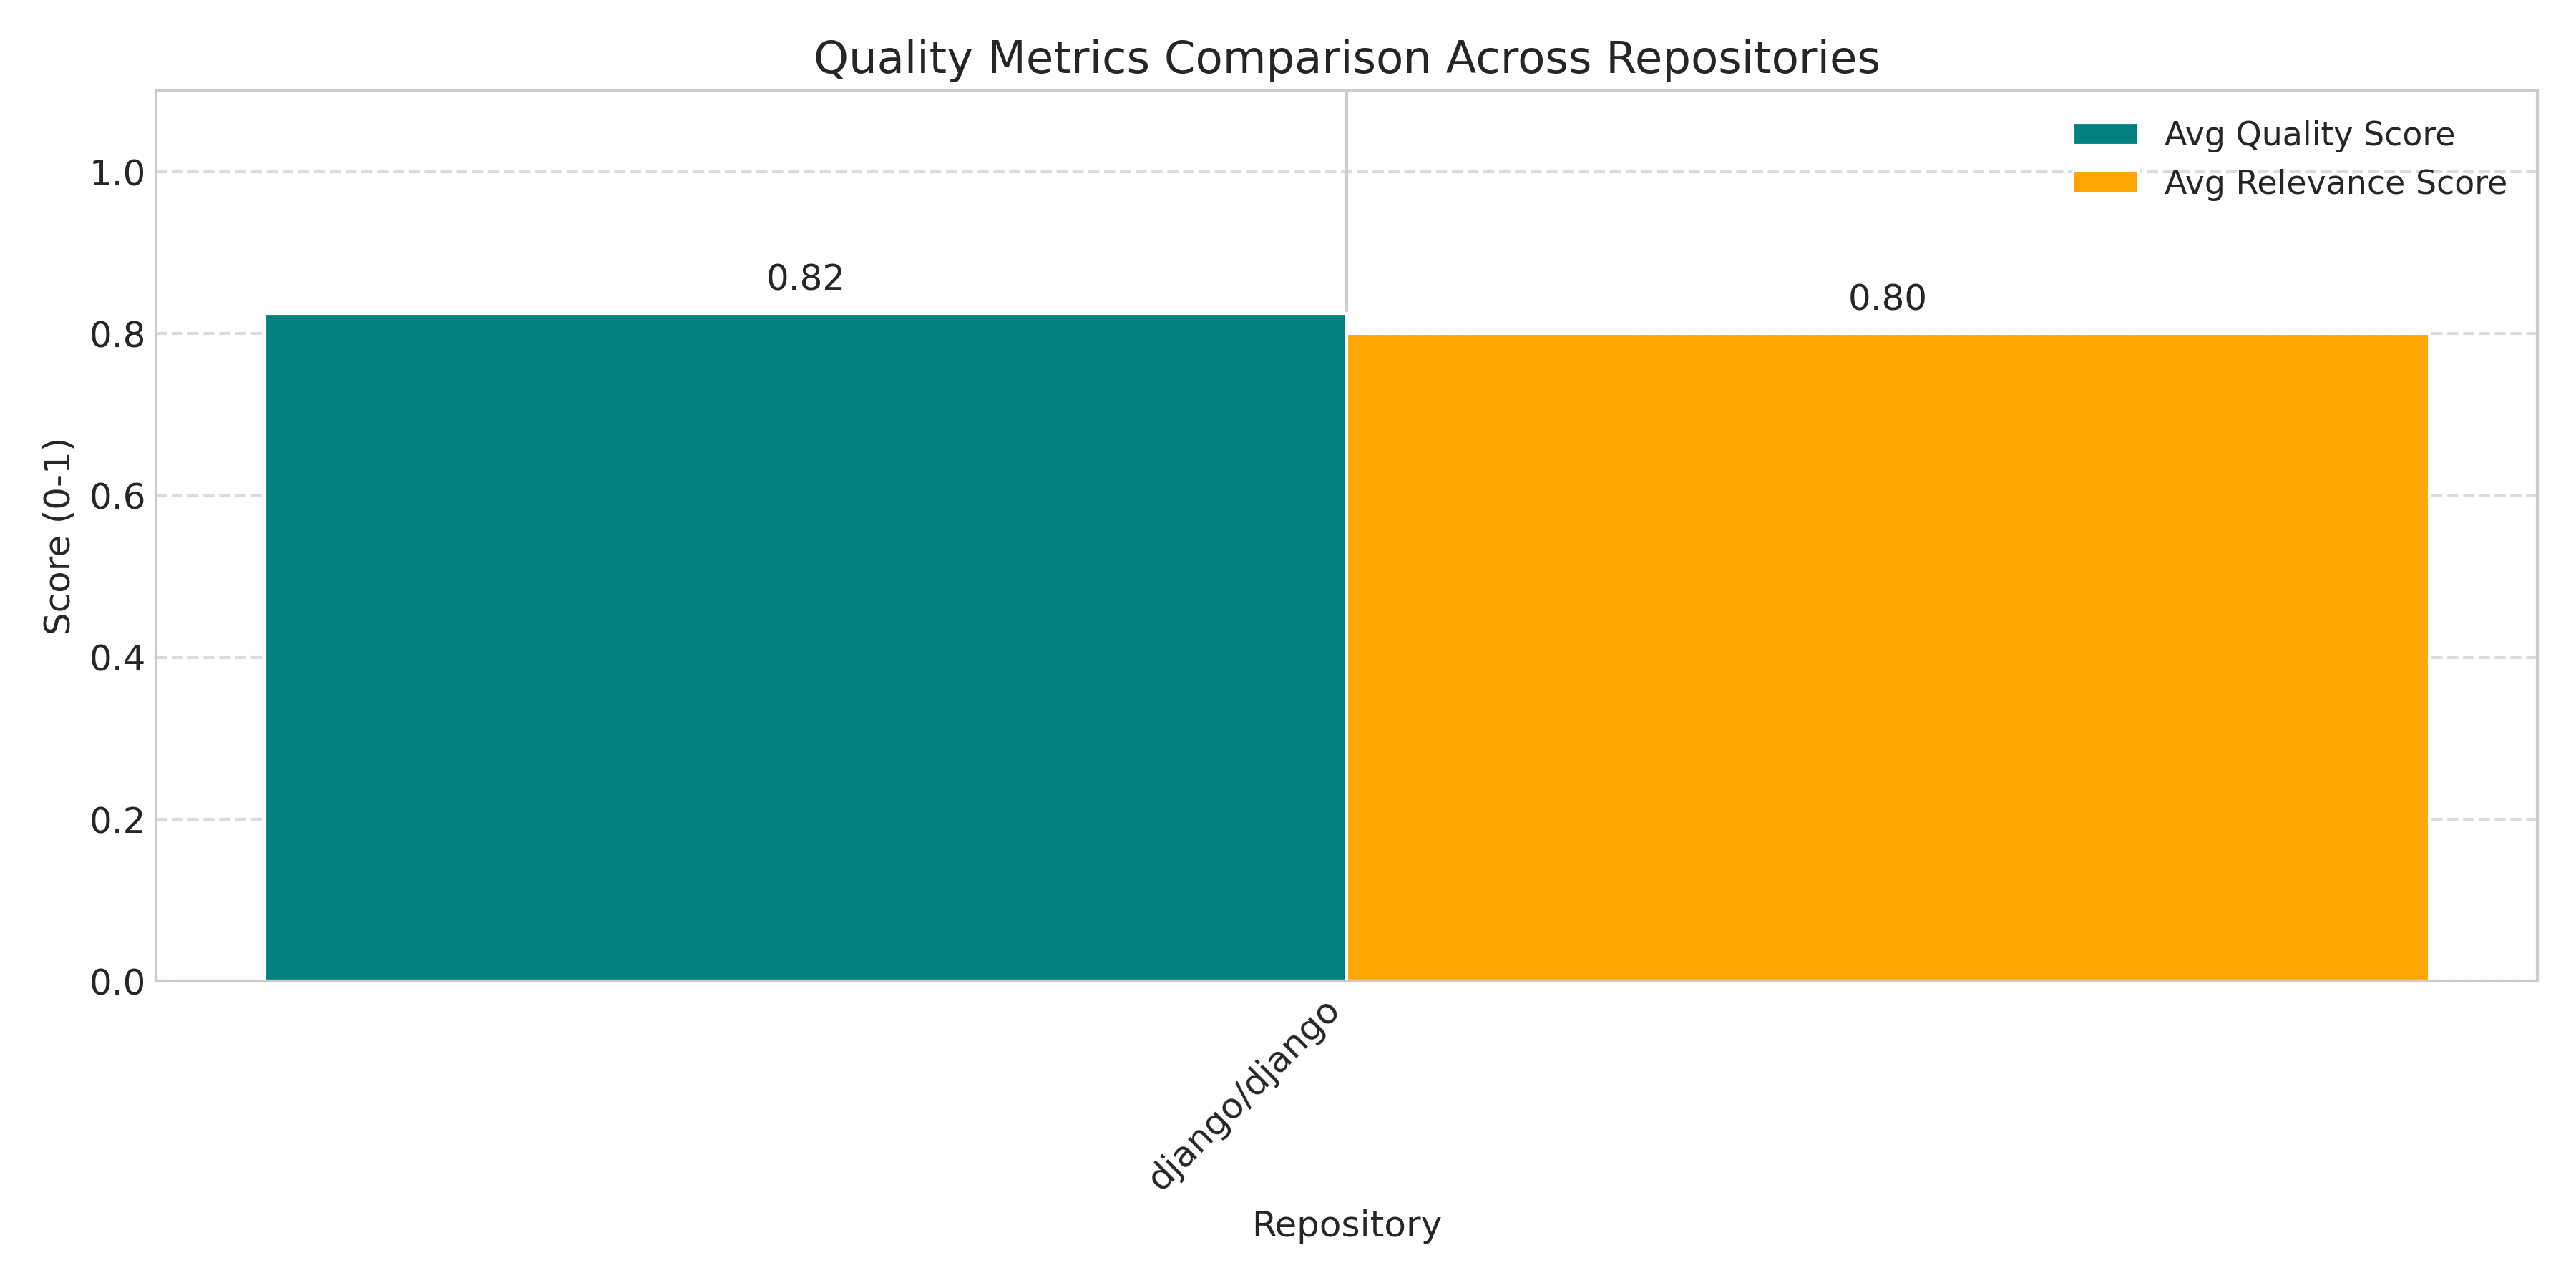 Quality Metrics Comparison Across Repositories
Avg Quality Score
Avg Relevance Score
1.0
0.8
0.6
0.4
0.2
0.0
Score (0-1)
0.82
0.80
django/django
Repository